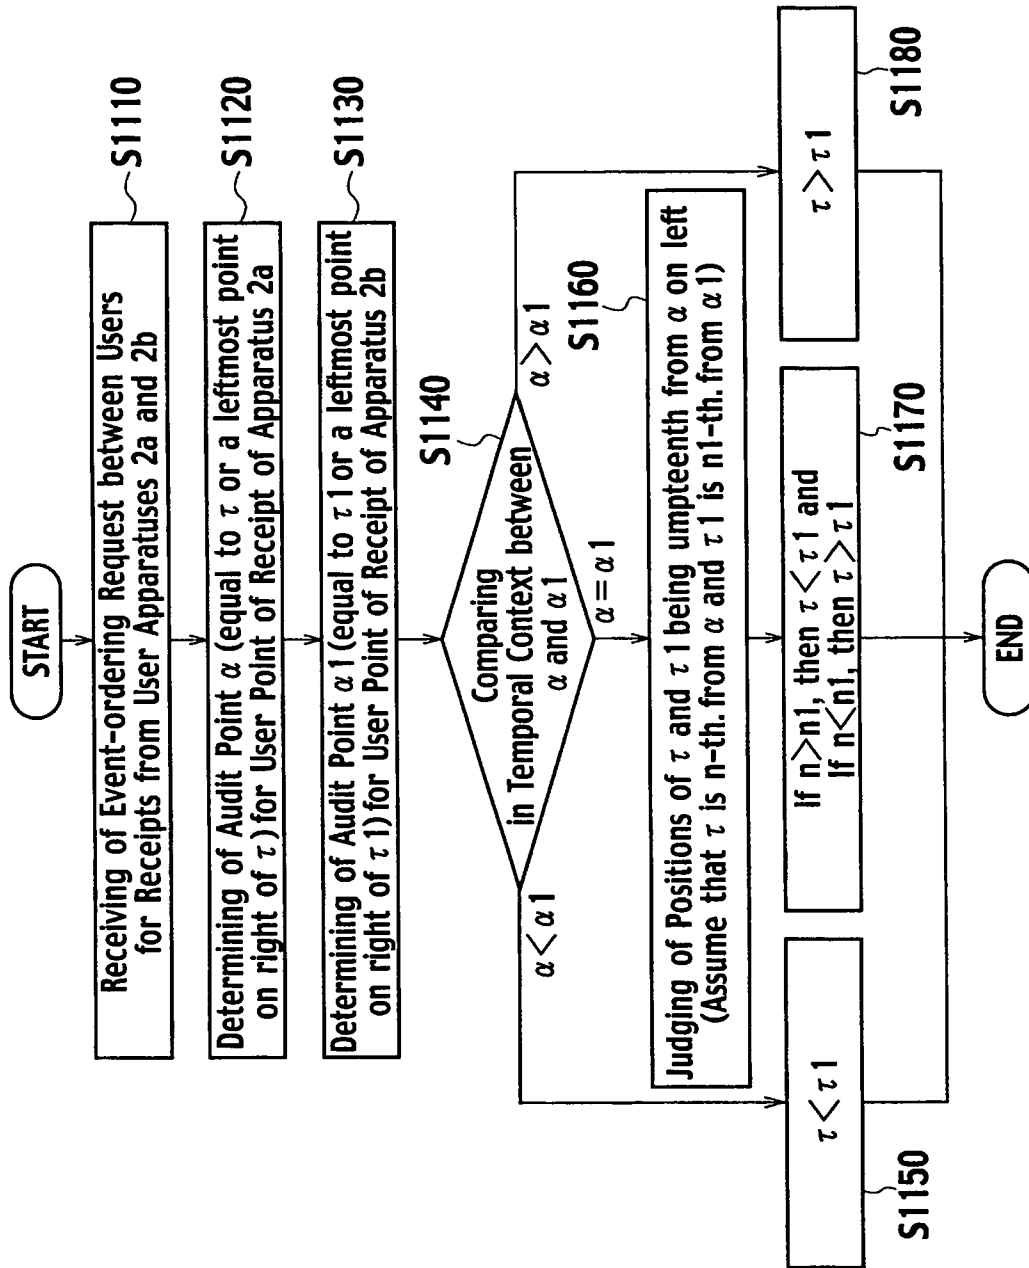 START
Receiving of Event-ordering Request between Users
for Receipts from User Apparatuses 2a and 2b
S1110
Determining of Audit Point α (equal to τ or a leftmost point
on right of τ) for User Point of Receipt of Apparatus 2a
S1120
Determining of Audit Point α1 (equal to τ1 or a leftmost point
on right of τ1) for User Point of Receipt of Apparatus 2b
S1130
Comparing
in Temporal Context between
α and α1
S1140
α<α1
α=α1
α>α1
S1160
Judging of Positions of τ and τ1 being umpteenth from α on left
(Assume that τ is n-th. from α and τ1 is n1-th. from α1)
τ<τ1
S1150
If n>n1, then τ<τ1 and
If n<n1, then τ>τ1
S1170
τ>τ1
S1180
END